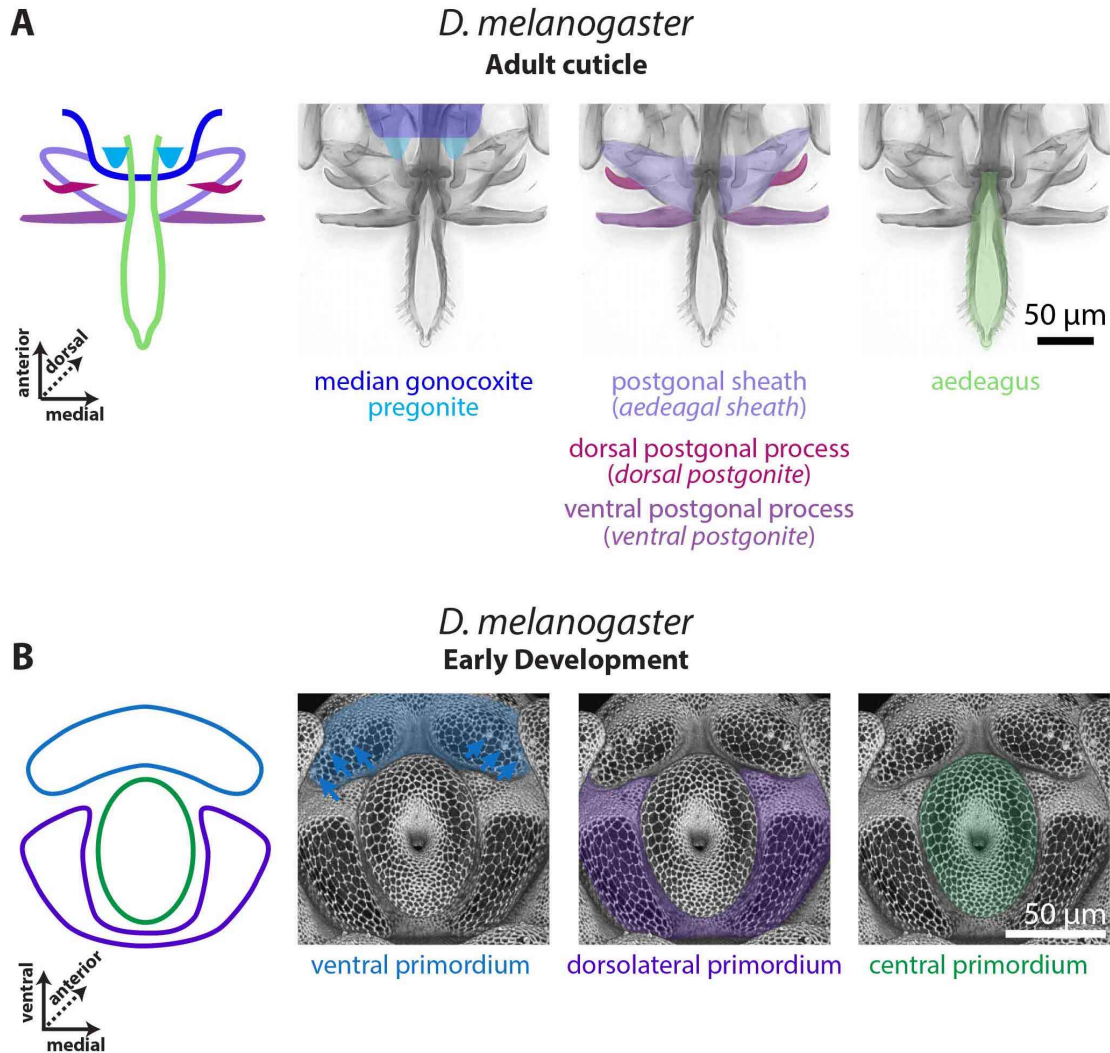 A
D. melanogaster
Adult cuticle
anterior
dorsal
medial
median gonocoxite
pregonite
postgonal sheath
(aedeagal sheath)
dorsal postgonal process
(dorsal postgonite)
ventral postgonal process
(ventral postgonite)
aedeagus
50 µm
B
D. melanogaster
Early Development
ventral
anterior
medial
ventral primordium
dorsolateral primordium
central primordium
50 µm